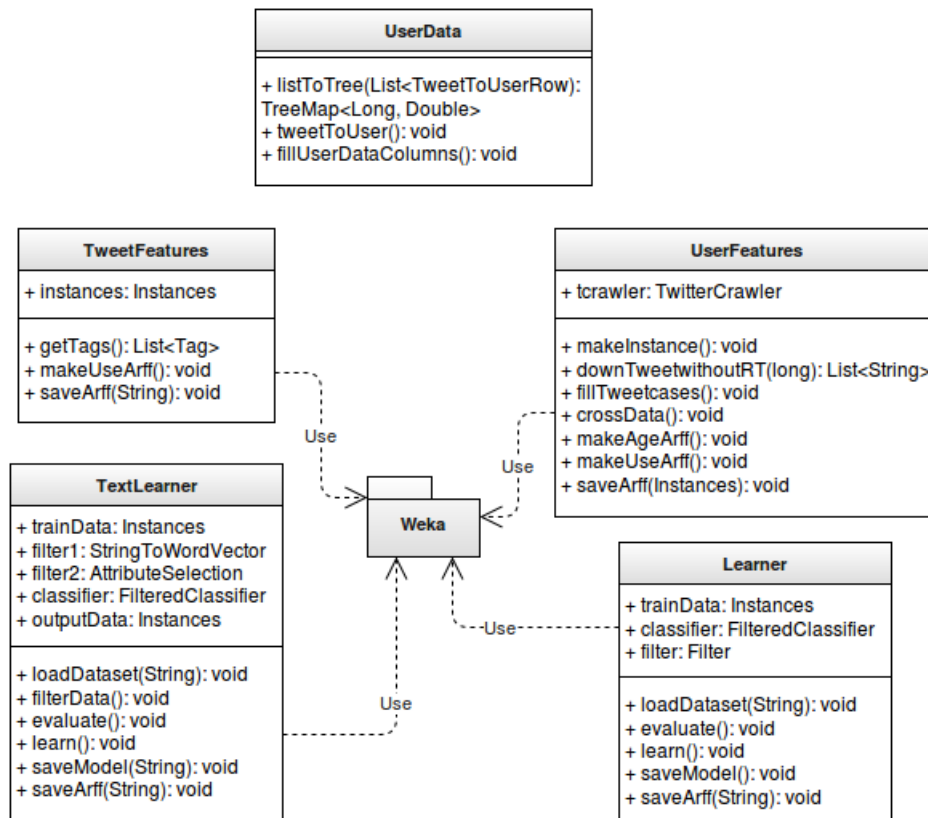 UserData
+ listToTree(List<TweetToUserRow):
TreeMap<Long, Double>
+ tweetToUser(): void
+ fillUserDataColumns(): void
TweetFeatures
+ instances: Instances
+ getTags(): List<Tag>
+ makeUseArff(): void
+ saveArff(String): void
UserFeatures
+ tcrawler: TwitterCrawler
+ makeInstance(): void
+ downTweetwithoutRT(long): List<String>
+ fillTweetcases(): void
+ crossData(): void
+ makeAgeArff(): void
+ makeUseArff(): void
+ saveArff(Instances): void
Use
Use
Weka
TextLearner
+ trainData: Instances
+ filter1: StringToWordVector
+ filter2: AttributeSelection
+ classifier: FilteredClassifier
+ outputData: Instances
+ loadDataset(String): void
+ filterData(): void
+ evaluate(): void
+ learn(): void
+ saveModel(String): void
+ saveArff(String): void
Use
Use
Learner
+ trainData: Instances
+ classifier: FilteredClassifier
+ filter: Filter
+ loadDataset(String): void
+ evaluate(): void
+ learn(): void
+ saveModel(): void
+ saveArff(String): void